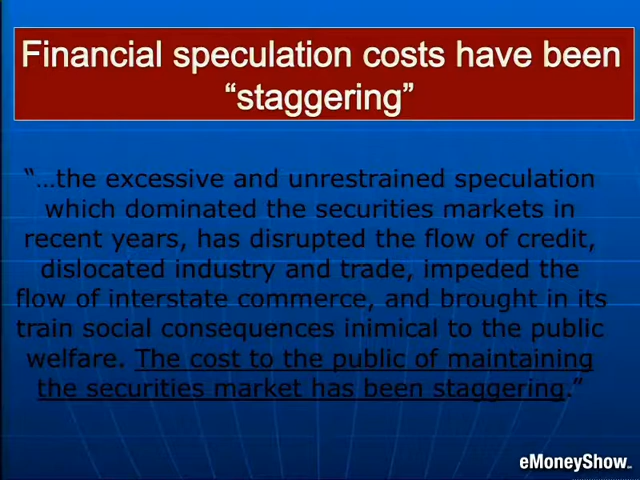 Financial speculation costs have been
“staggering”
“…the excessive and unrestrained speculation
which dominated the securities markets in
recent years, has disrupted the flow of credit,
dislocated industry and trade, impeded the
flow of interstate commerce, and brought in its
train social consequences inimical to the public
welfare. The cost to the public of maintaining
the securities market has been staggering.”
eMoneyShow